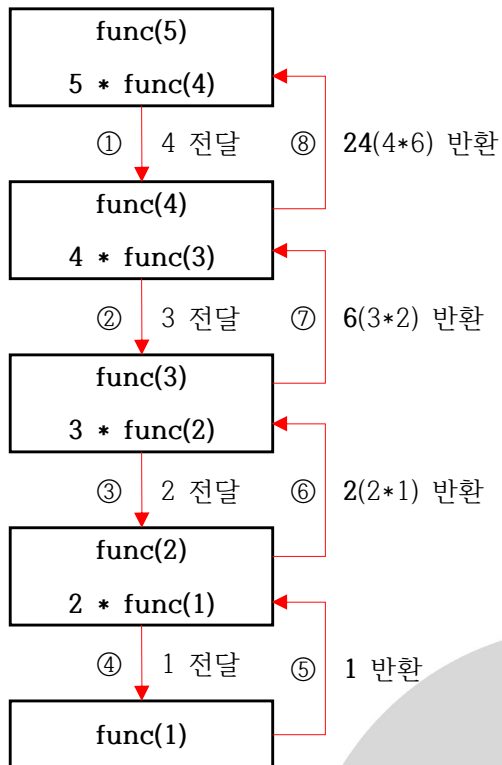 func(5)
5 * func(4)
① 4 전달 ⑧ 24(4*6) 반환
func(4)
4 * func(3)
② 3 전달 ⑦ 6(3*2) 반환
func(3)
3 * func(2)
③ 2 전달 ⑥ 2(2*1) 반환
func(2)
2 * func(1)
④ 1 전달 ⑤ 1 반환
func(1)